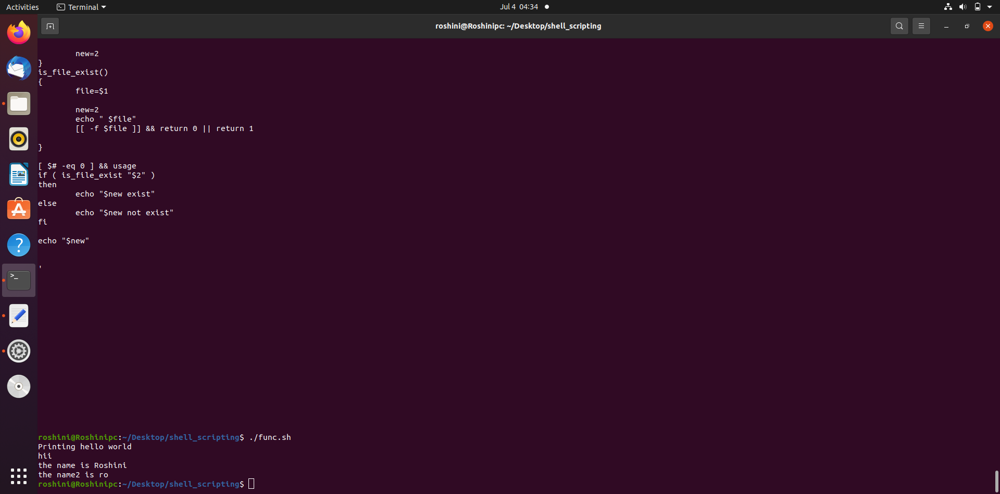 Activities
Terminal
Jul 4 04:34
roshini@Roshinipc: ~/Desktop/shell_scripting
new=2
}
is_file_exist()
{
file=$1
new=2
echo " $file"
[[ -f $file ]] && return 0 || return 1
}
[ $# -eq 0 ] && usage
if ( is_file_exist "$2" )
then
echo "$new exist"
else
echo "$new not exist"
fi
echo "$new"
'
roshini@Roshinipc:~/Desktop/shell_scripting$ ./func.sh
Printing hello world
hii
the name is Roshini
the name2 is ro
roshini@Roshinipc:~/Desktop/shell_scripting$